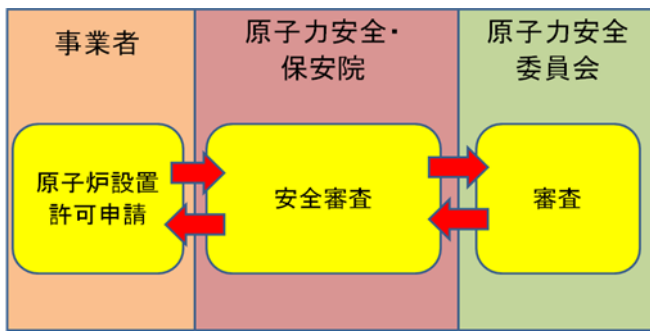 事業者
原子力安全・
保安院
原子力安全
委員会
原子炉設置
許可申請
安全審査
審査